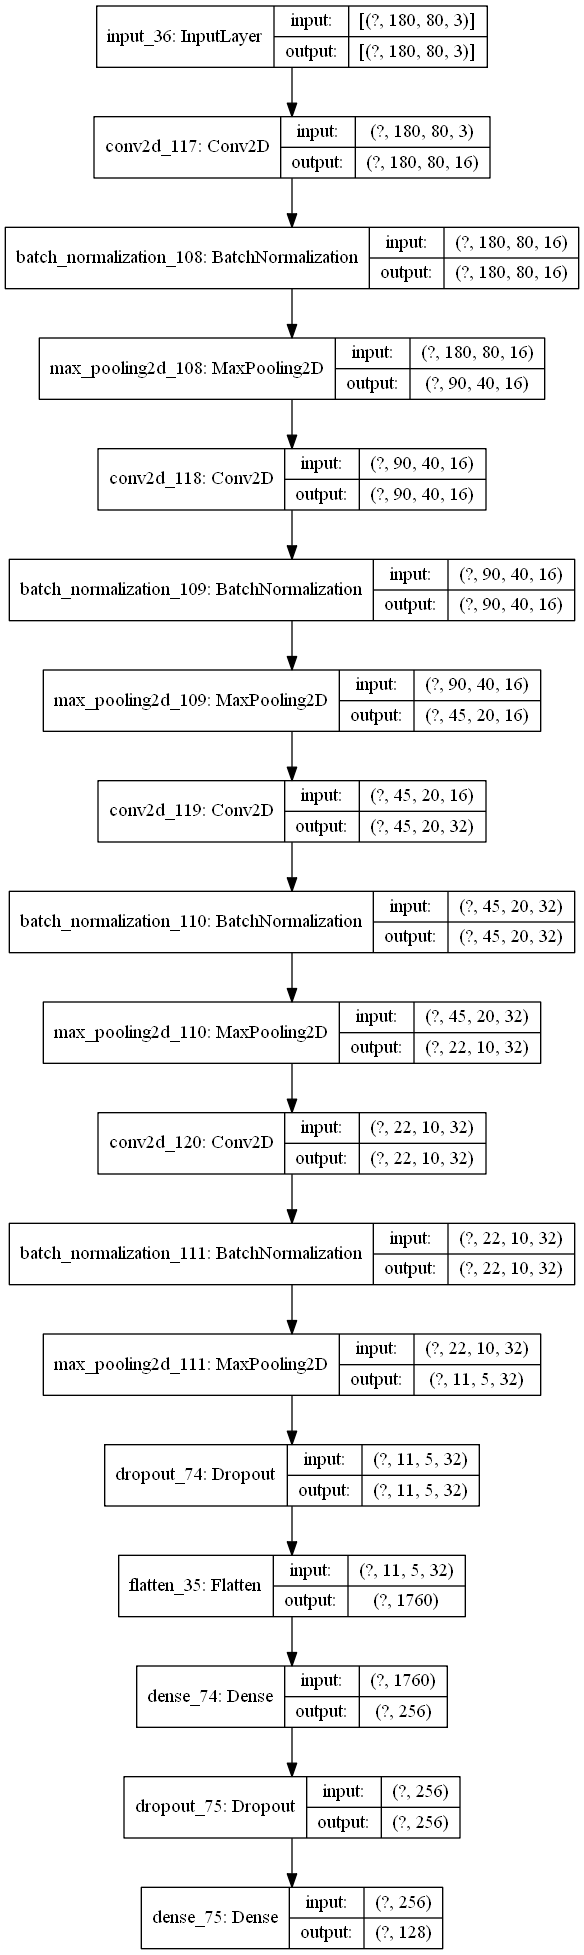 input_36: InputLayer
input: [(?, 180, 80, 3)]
output: [(?, 180, 80, 3)]
conv2d_117: Conv2D
input: (?, 180, 80, 3)
output: (?, 180, 80, 16)
batch_normalization_108: BatchNormalization
input: (?, 180, 80, 16)
output: (?, 180, 80, 16)
max_pooling2d_108: MaxPooling2D
input: (?, 180, 80, 16)
output: (?, 90, 40, 16)
conv2d_118: Conv2D
input: (?, 90, 40, 16)
output: (?, 90, 40, 16)
batch_normalization_109: BatchNormalization
input: (?, 90, 40, 16)
output: (?, 90, 40, 16)
max_pooling2d_109: MaxPooling2D
input: (?, 90, 40, 16)
output: (?, 45, 20, 16)
conv2d_119: Conv2D
input: (?, 45, 20, 16)
output: (?, 45, 20, 32)
batch_normalization_110: BatchNormalization
input: (?, 45, 20, 32)
output: (?, 45, 20, 32)
max_pooling2d_110: MaxPooling2D
input: (?, 45, 20, 32)
output: (?, 22, 10, 32)
conv2d_120: Conv2D
input: (?, 22, 10, 32)
output: (?, 22, 10, 32)
batch_normalization_111: BatchNormalization
input: (?, 22, 10, 32)
output: (?, 22, 10, 32)
max_pooling2d_111: MaxPooling2D
input: (?, 22, 10, 32)
output: (?, 11, 5, 32)
dropout_74: Dropout
input: (?, 11, 5, 32)
output: (?, 11, 5, 32)
flatten_35: Flatten
input: (?, 11, 5, 32)
output: (?, 1760)
dense_74: Dense
input: (?, 1760)
output: (?, 256)
dropout_75: Dropout
input: (?, 256)
output: (?, 256)
dense_75: Dense
input: (?, 256)
output: (?, 128)